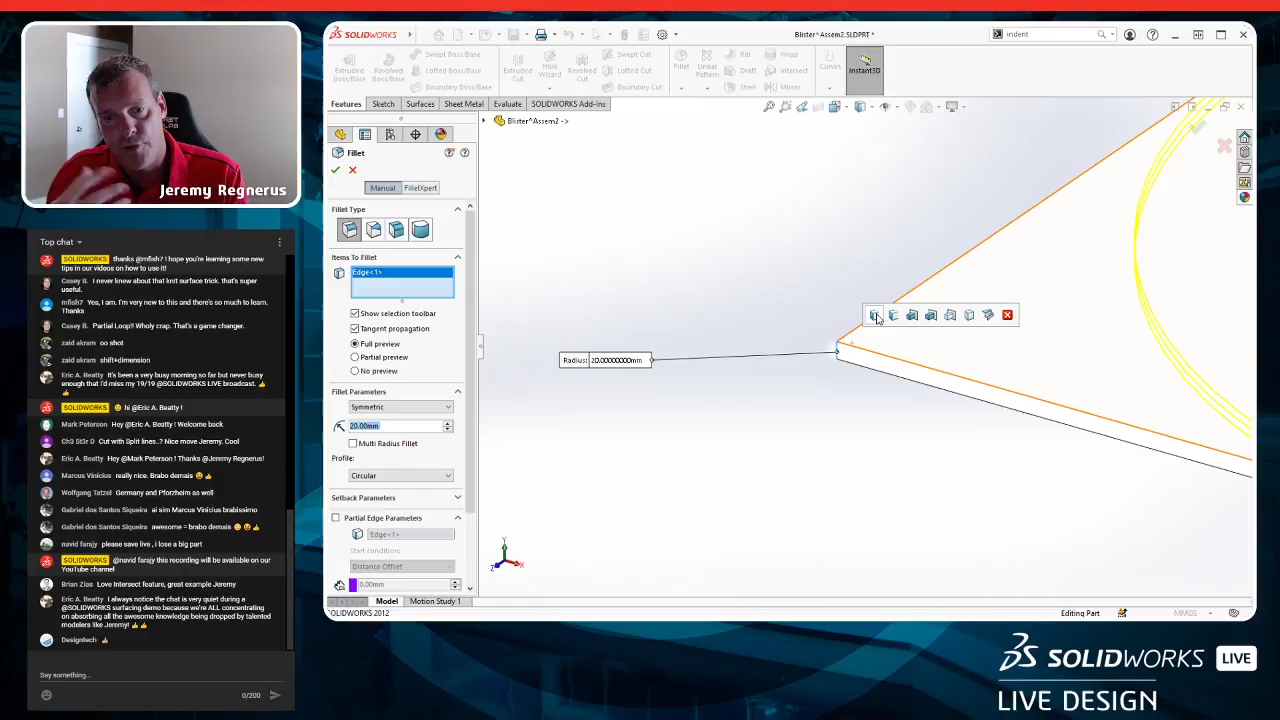 Jeremy Regnerus
Top chat
SOLIDWORKS thanks @mfish7 ! hope you're learning some new
tips in our videos on how to use it!
Casey B. I never knew about that knit surface trick. that's super
useful.
mfish7 Yes, I am. I'm very new to this and there's so much to learn.
Thanks
Casey B. Partial Loop!! Wholy crap. That's a game changer.
zaid akram oo shot
zaid akram shift+dimension
Eric A. Beatty It's been a very busy morning so far but never busy
enough that I'd miss my 19/19 @SOLIDWORKS LIVE broadcast.
SOLIDWORKS hi @Eric A. Beatty !
Mark Peterson Hey @Eric A. Beatty ! Welcome back
Ch3 5t3r D Cut with Split lines..? Nice move Jeremy. Cool
Eric A. Beatty Hey @Mark Peterson ! Thanks @Jeremy Regnerus!
Marcus Vinícius really nice. Brabo demais
Wolfgang Tatzel Germany and Pforzheim as well
Gabriel dos Santos Siqueira ai sim Marcus Vinicius brabissimo
Gabriel dos Santos Siqueira awesome = brabo demais
navid farajy please save live , i lose a big part
SOLIDWORKS @navid farajy this recording will be available on our
YouTube channel
Brian Zias Love Intersect feature, great example Jeremy
Eric A. Beatty I always notice the chat is very quiet during a
@SOLIDWORKS surfacing demo because we're ALL concentrating
on absorbing all the awesome knowledge being dropped by talented
modelers like Jeremy!
Designtech
Say something...
0/200
SOLIDWORKS
Blister^Assem2.SLDPRT *
indent
Extruded Boss/Base
Revolved Boss/Base
Swept Boss/Base
Lofted Boss/Base
Boundary Boss/Base
Extruded Cut
Hole Wizard
Revolved Cut
Swept Cut
Lofted Cut
Boundary Cut
Fillet
Linear Pattern
Rib
Draft
Shell
Wrap
Intersect
Mirror
Curves
Instant3D
Features Sketch Surfaces Sheet Metal Evaluate SOLIDWORKS Add-Ins
Blister^Assem2 ->
Fillet
Manual FilletXpert
Fillet Type
Items To Fillet
Edge<1>
Show selection toolbar
Tangent propagation
Full preview
Partial preview
No preview
Fillet Parameters
Symmetric
20.00mm
Multi Radius Fillet
Profile:
Circular
Setback Parameters
Partial Edge Parameters
Edge<1>
Start condition:
Distance Offset
0.00mm
Radius: 20.00000000mm
Y
X
Z
Model Motion Study 1
SOLIDWORKS 2012
Editing Part
MMGS
SOLIDWORKS LIVE
LIVE DESIGN